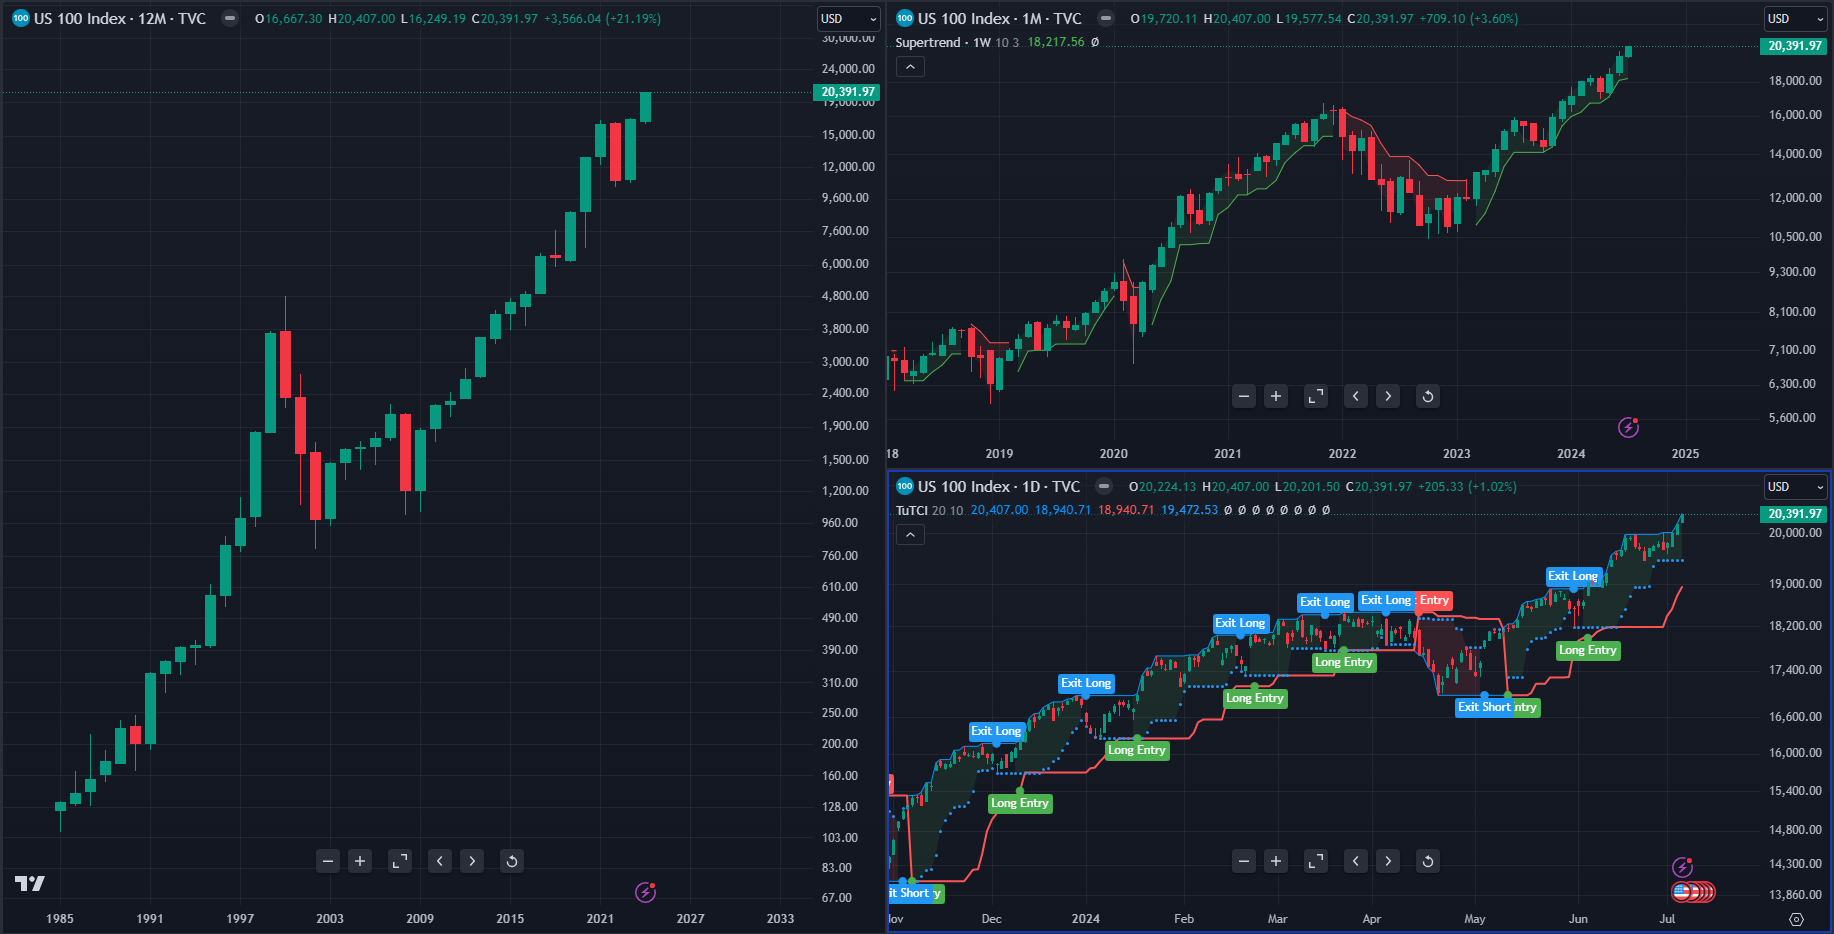 100 US 100 Index · 12M · TVC O16,667.30 H20,407.00 L16,249.19 C20,391.97 +3,566.04 (+21.19%)
USD
30,000.00
24,000.00
20,391.97
19,000.00
15,000.00
12,000.00
9,600.00
7,600.00
6,000.00
4,800.00
3,800.00
3,000.00
2,400.00
1,900.00
1,500.00
1,200.00
960.00
760.00
610.00
490.00
390.00
310.00
250.00
200.00
160.00
128.00
103.00
83.00
67.00
1985 1991 1997 2003 2009 2015 2021 2027 2033
100 US 100 Index · 1M · TVC O19,720.11 H20,407.00 L19,577.54 C20,391.97 +709.10 (+3.60%)
USD
Supertrend · 1W 10 3 18,217.56 Ø
20,391.97
18,000.00
16,000.00
14,000.00
12,000.00
10,500.00
9,300.00
8,100.00
7,100.00
6,300.00
5,600.00
18 2019 2020 2021 2022 2023 2024 2025
100 US 100 Index · 1D · TVC O20,224.13 H20,407.00 L20,201.50 C20,391.97 +205.33 (+1.02%)
USD
TuTCI 20 10 20,407.00 18,940.71 18,940.71 19,472.53 Ø Ø Ø Ø Ø Ø Ø Ø
20,391.97
20,000.00
19,000.00
18,200.00
17,400.00
16,600.00
16,000.00
15,400.00
14,800.00
14,300.00
13,860.00
Exit Long
Exit Long
Exit Long Entry
Exit Long
Long Entry
Long Entry
Exit Long
Long Entry
Exit Short ntry
Exit Long
Long Entry
Long Entry
it Short y
ov Dec 2024 Feb Mar Apr May Jun Jul